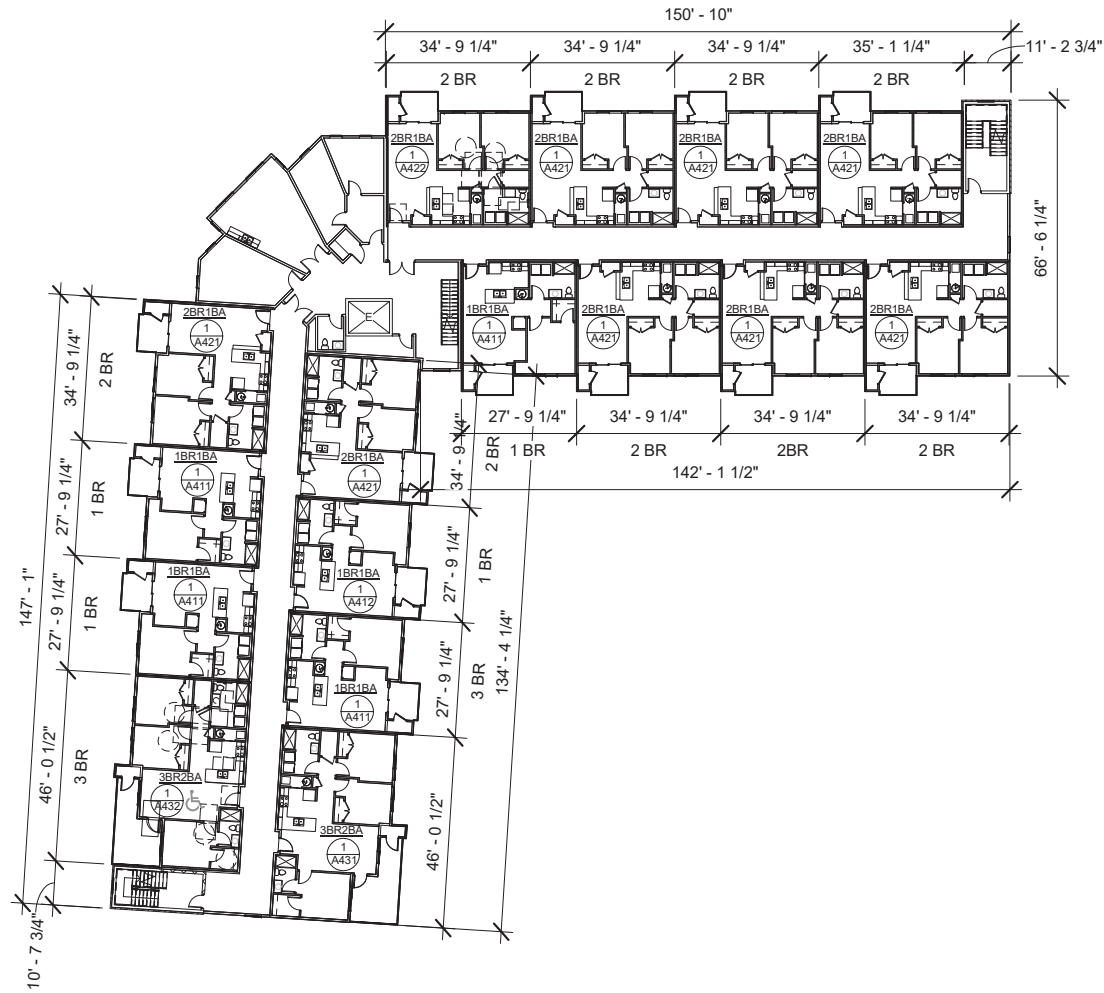 150' - 10"
34' - 9 1/4" 34' - 9 1/4" 34' - 9 1/4" 35' - 1 1/4" 11' - 2 3/4"
2 BR 2 BR 2 BR 2 BR
2BR1BA 2BR1BA 2BR1BA 2BR1BA
1 1 1 1
A422 A421 A421 A421
66' - 6 1/4"
E
1BR1BA 2BR1BA 2BR1BA 2BR1BA
1 1 1 1
A411 A421 A421 A421
27' - 9 1/4" 34' - 9 1/4" 34' - 9 1/4" 34' - 9 1/4"
1 BR 2 BR 2BR 2 BR
142' - 1 1/2"
147' - 1"
34' - 9 1/4"
2 BR
27' - 9 1/4"
1 BR
27' - 9 1/4"
1 BR
46' - 0 1/2"
3 BR
10' - 7 3/4"
2BR1BA
1
A421
1BR1BA
1
A411
1BR1BA
1
A411
3BR2BA
1
A432
2BR1BA
1
A421
1BR1BA
1
A412
1BR1BA
1
A411
3BR2BA
1
A431
34' - 9 1/4"
2 BR
27' - 9 1/4"
1 BR
27' - 9 1/4"
3 BR
134' - 4 1/4"
46' - 0 1/2"